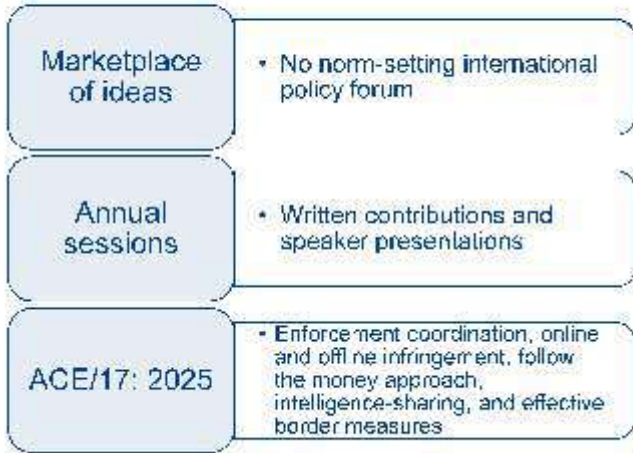 Marketplace
of ideas
• No norm-setting international
policy forum
Annual
sessions
• Written contributions and
speaker presentations
ACE/17: 2025
• Enforcement coordination, online
and offline infringement, follow
the money approach,
intelligence-sharing, and effective
border measures